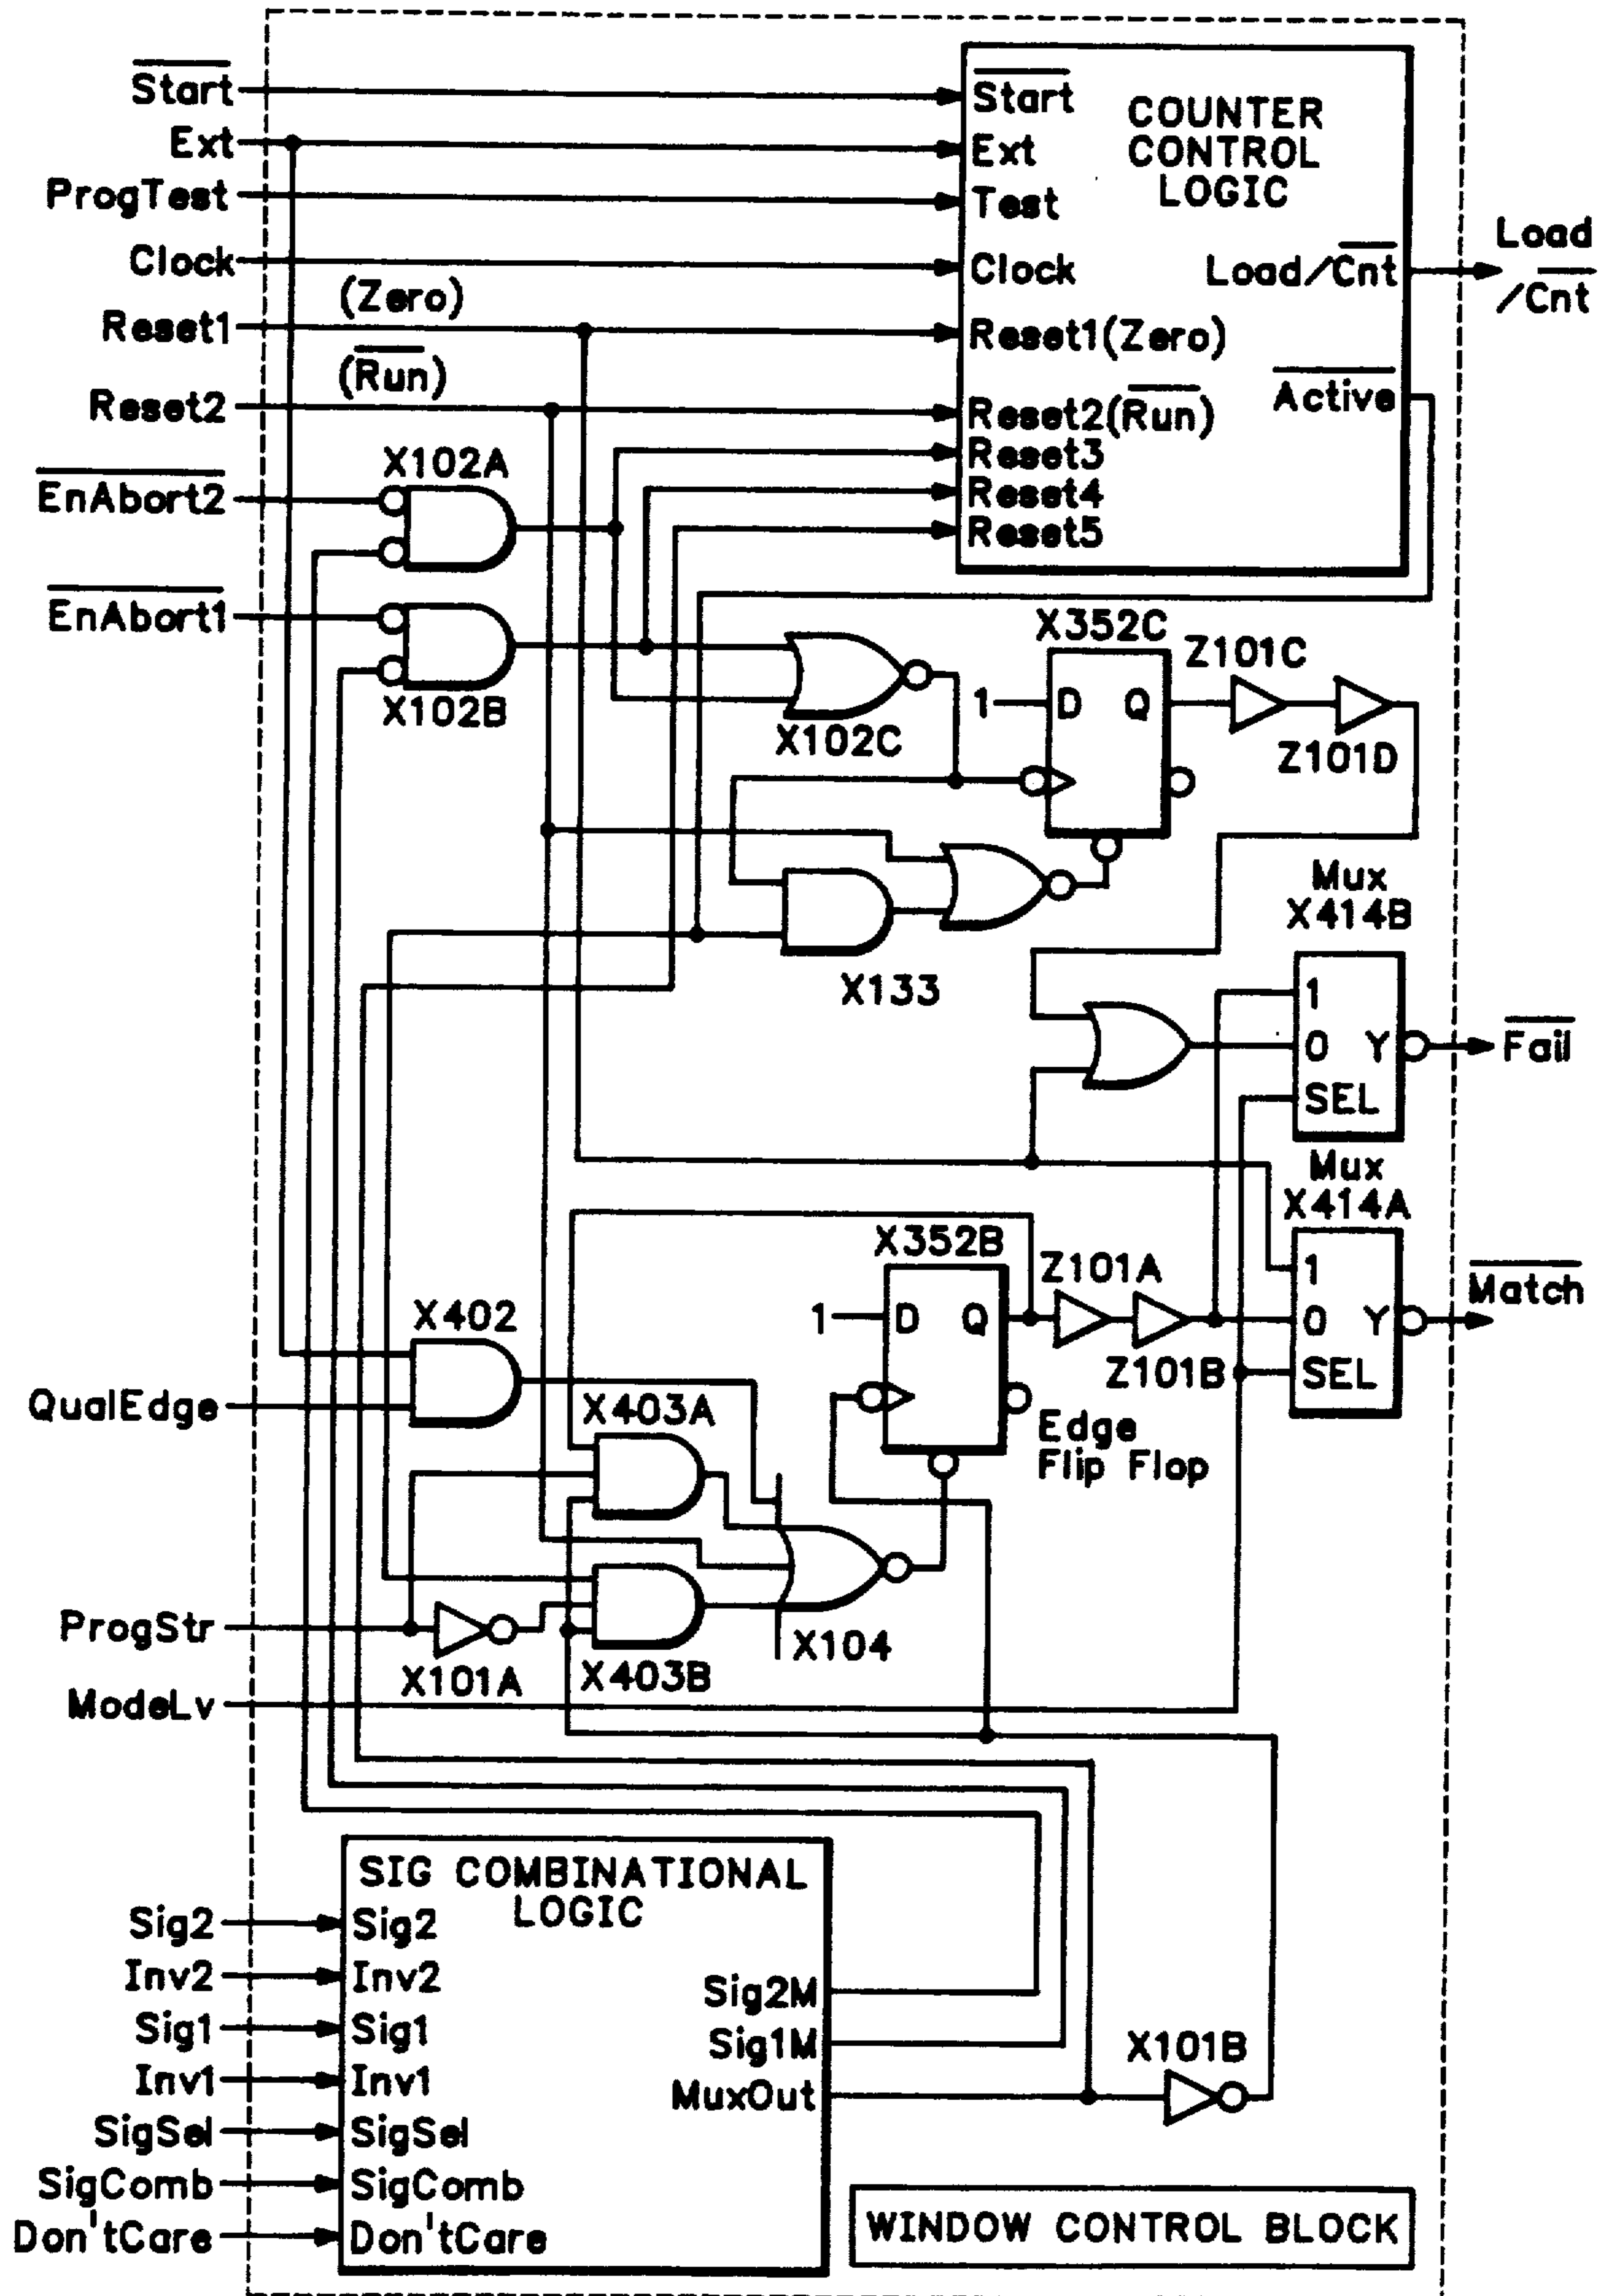 Start
Ext
ProgTest
Clock
(Zero)
Reset1
(Run)
Reset2
EnAbort2
EnAbort1
X102A
X102B
COUNTER
CONTROL
LOGIC
Start
Ext
Test
Clock
Load/Cnt
Reset1(Zero)
Active
Reset2(Run)
Reset3
Reset4
Reset5
Load
/Cnt
X102C
X352C
1
D Q
Z101C
Z101D
X133
Mux
X414B
1
0 Y
SEL
Fail
Mux
X414A
1
0 Y
SEL
Match
X352B
1
D Q
Z101A
Z101B
Edge
Flip Flop
X402
QualEdge
X403A
ProgStr
X101A
X403B
X104
ModeLv
SIG COMBINATIONAL
LOGIC
Sig2
Inv2
Sig1
Inv1
SigSel
SigComb
Don'tCare
Sig2
Inv2
Sig1
Inv1
SigSel
SigComb
Don'tCare
Sig2M
Sig1M
MuxOut
X101B
WINDOW CONTROL BLOCK